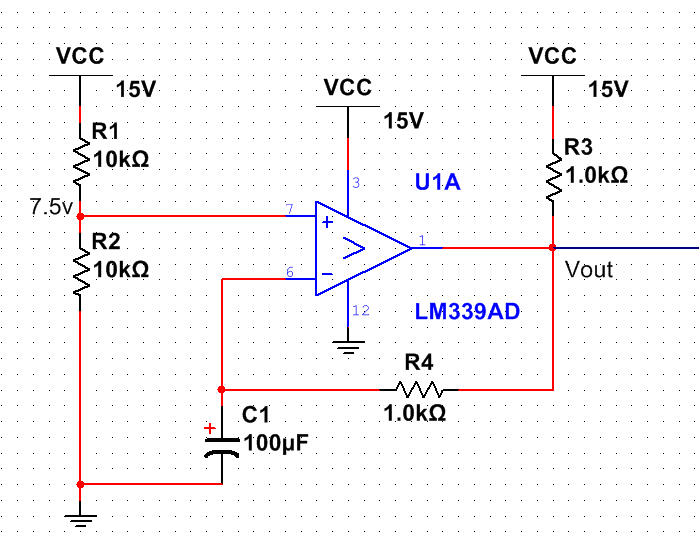 VCC
15V
R1
10kΩ
7.5v
R2
10kΩ
VCC
15V
3
U1A
7
+
>
1
6
−
12
LM339AD
VCC
15V
R3
1.0kΩ
Vout
R4
1.0kΩ
+
C1
100µF